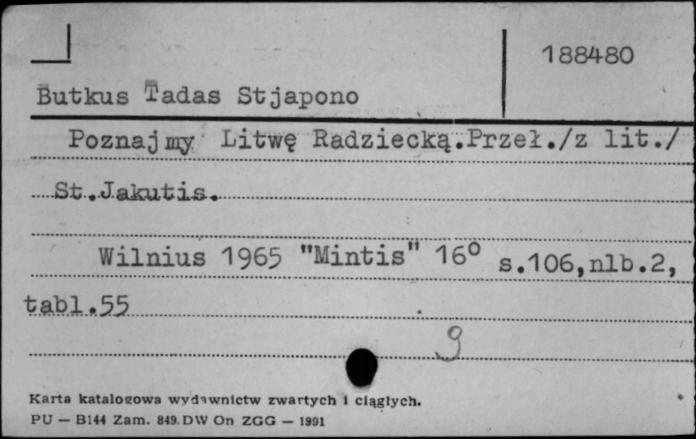 188480
Butkus Tadas Stjapono
Poznajmy Litwę Radziecką.Przeł./z lit./
St.Jakutis.
Wilnius 1965 "Mintis" 16° s.106,nlb.2,
tabl.55
9
Karta katalogowa wydawnictw zwartych i ciągłych.
PU — B144 Zam. 849. DW On ZGG — 1991